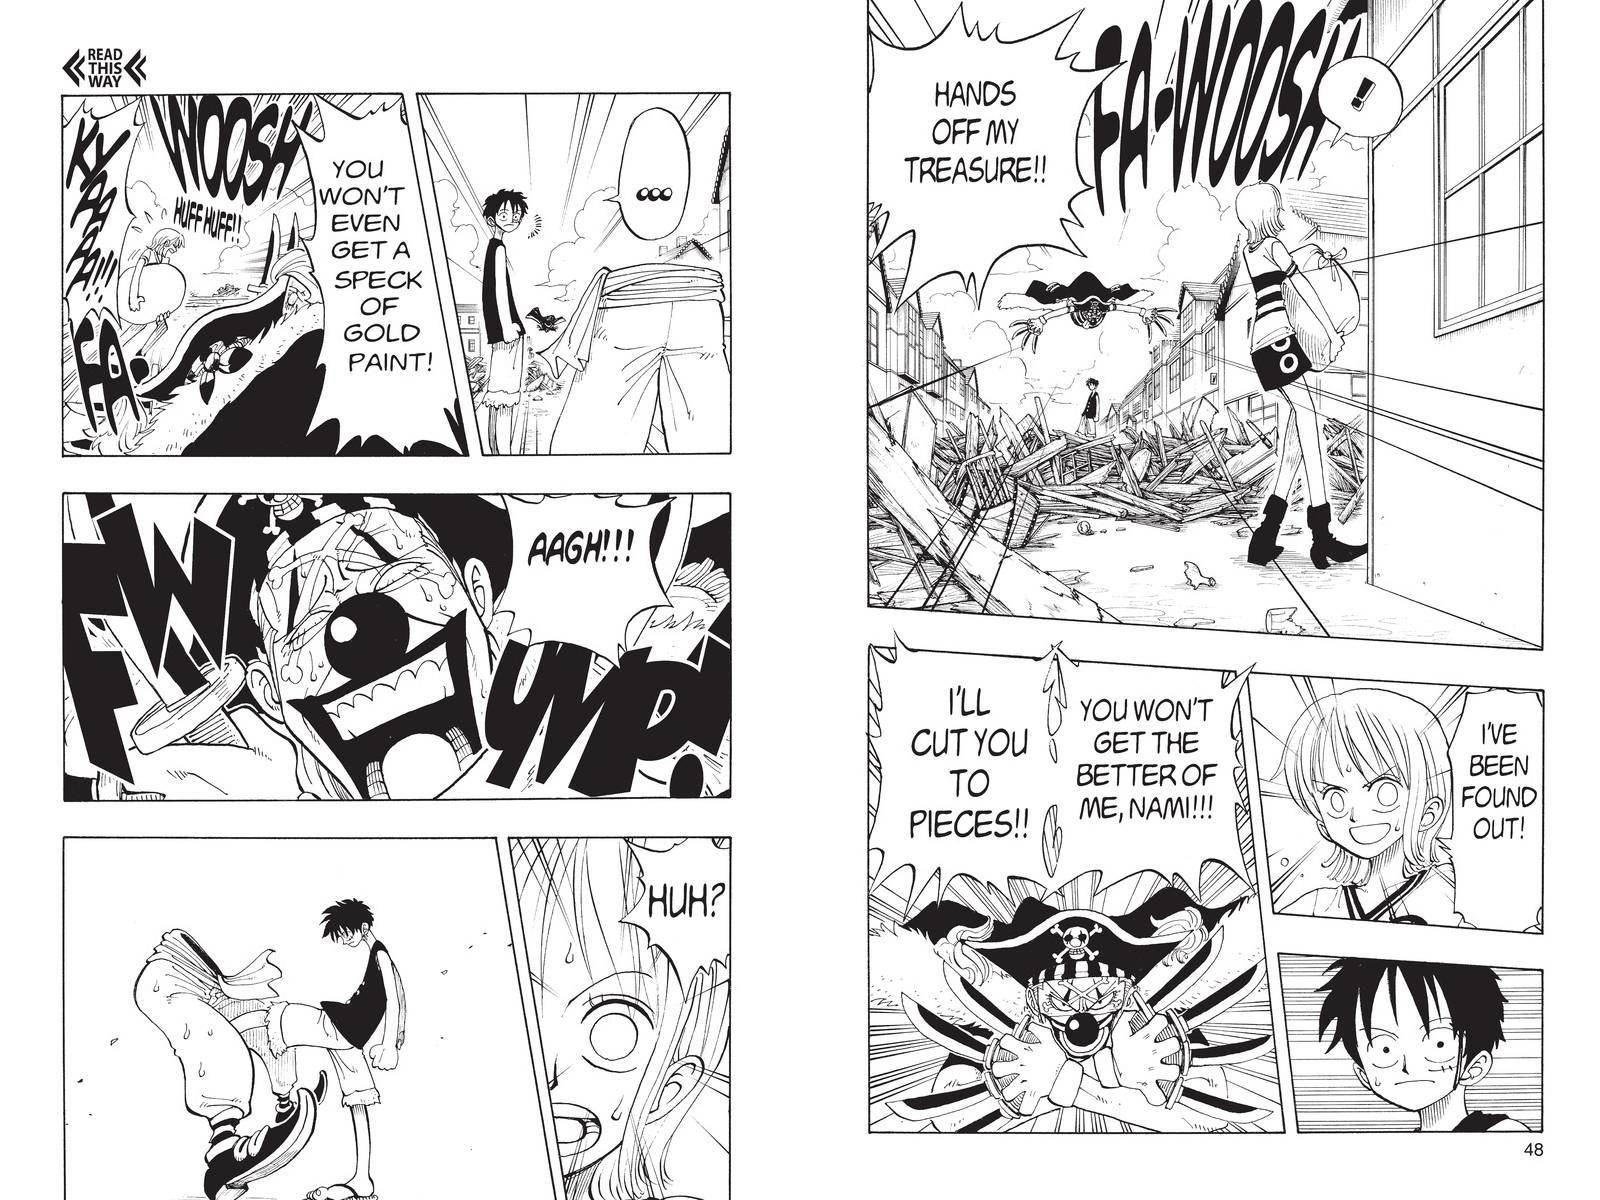 HANDS
OFF MY
TREASURE!!
FA-WOOSH
!
I'VE
BEEN
FOUND
OUT!
YOU WON'T
GET THE
BETTER OF
ME, NAMI!!!
I'LL
CUT YOU
TO
PIECES!!
48
READ
THIS
WAY
...
YOU
WON'T
EVEN
GET A
SPECK
OF
GOLD
PAINT!
WOOSH
HUFF HUFF!!
KYAAAA!!!
FA-
AAGH!!!
FWUMP!
HUH?